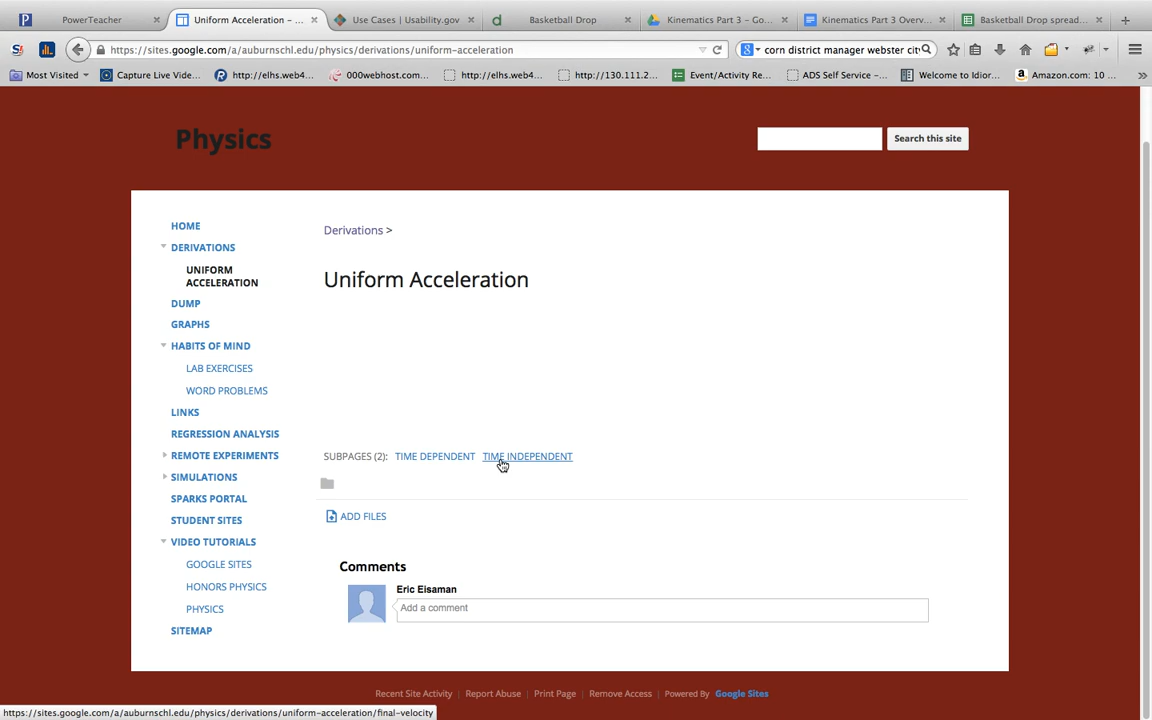 PowerTeacher × Uniform Acceleration – ... × Use Cases | Usability.gov × Basketball Drop × Kinematics Part 3 – Go... × Kinematics Part 3 Overv... × Basketball Drop spread... × +
https://sites.google.com/a/auburnschl.edu/physics/derivations/uniform-acceleration corn district manager webster city
Most Visited Capture Live Vide... http://elhs.web4... 000webhost.com... http://elhs.web4... http://130.111.2... Event/Activity Re... ADS Self Service –... Welcome to Idior... Amazon.com: 10 ... »
Physics
Search this site
HOME
DERIVATIONS
UNIFORM
ACCELERATION
DUMP
GRAPHS
HABITS OF MIND
LAB EXERCISES
WORD PROBLEMS
LINKS
REGRESSION ANALYSIS
REMOTE EXPERIMENTS
SIMULATIONS
SPARKS PORTAL
STUDENT SITES
VIDEO TUTORIALS
GOOGLE SITES
HONORS PHYSICS
PHYSICS
SITEMAP
Derivations >
Uniform Acceleration
SUBPAGES (2): TIME DEPENDENT TIME INDEPENDENT
ADD FILES
Comments
Eric Eisaman
Add a comment
Recent Site Activity | Report Abuse | Print Page | Remove Access | Powered By Google Sites
https://sites.google.com/a/auburnschl.edu/physics/derivations/uniform-acceleration/final-velocity